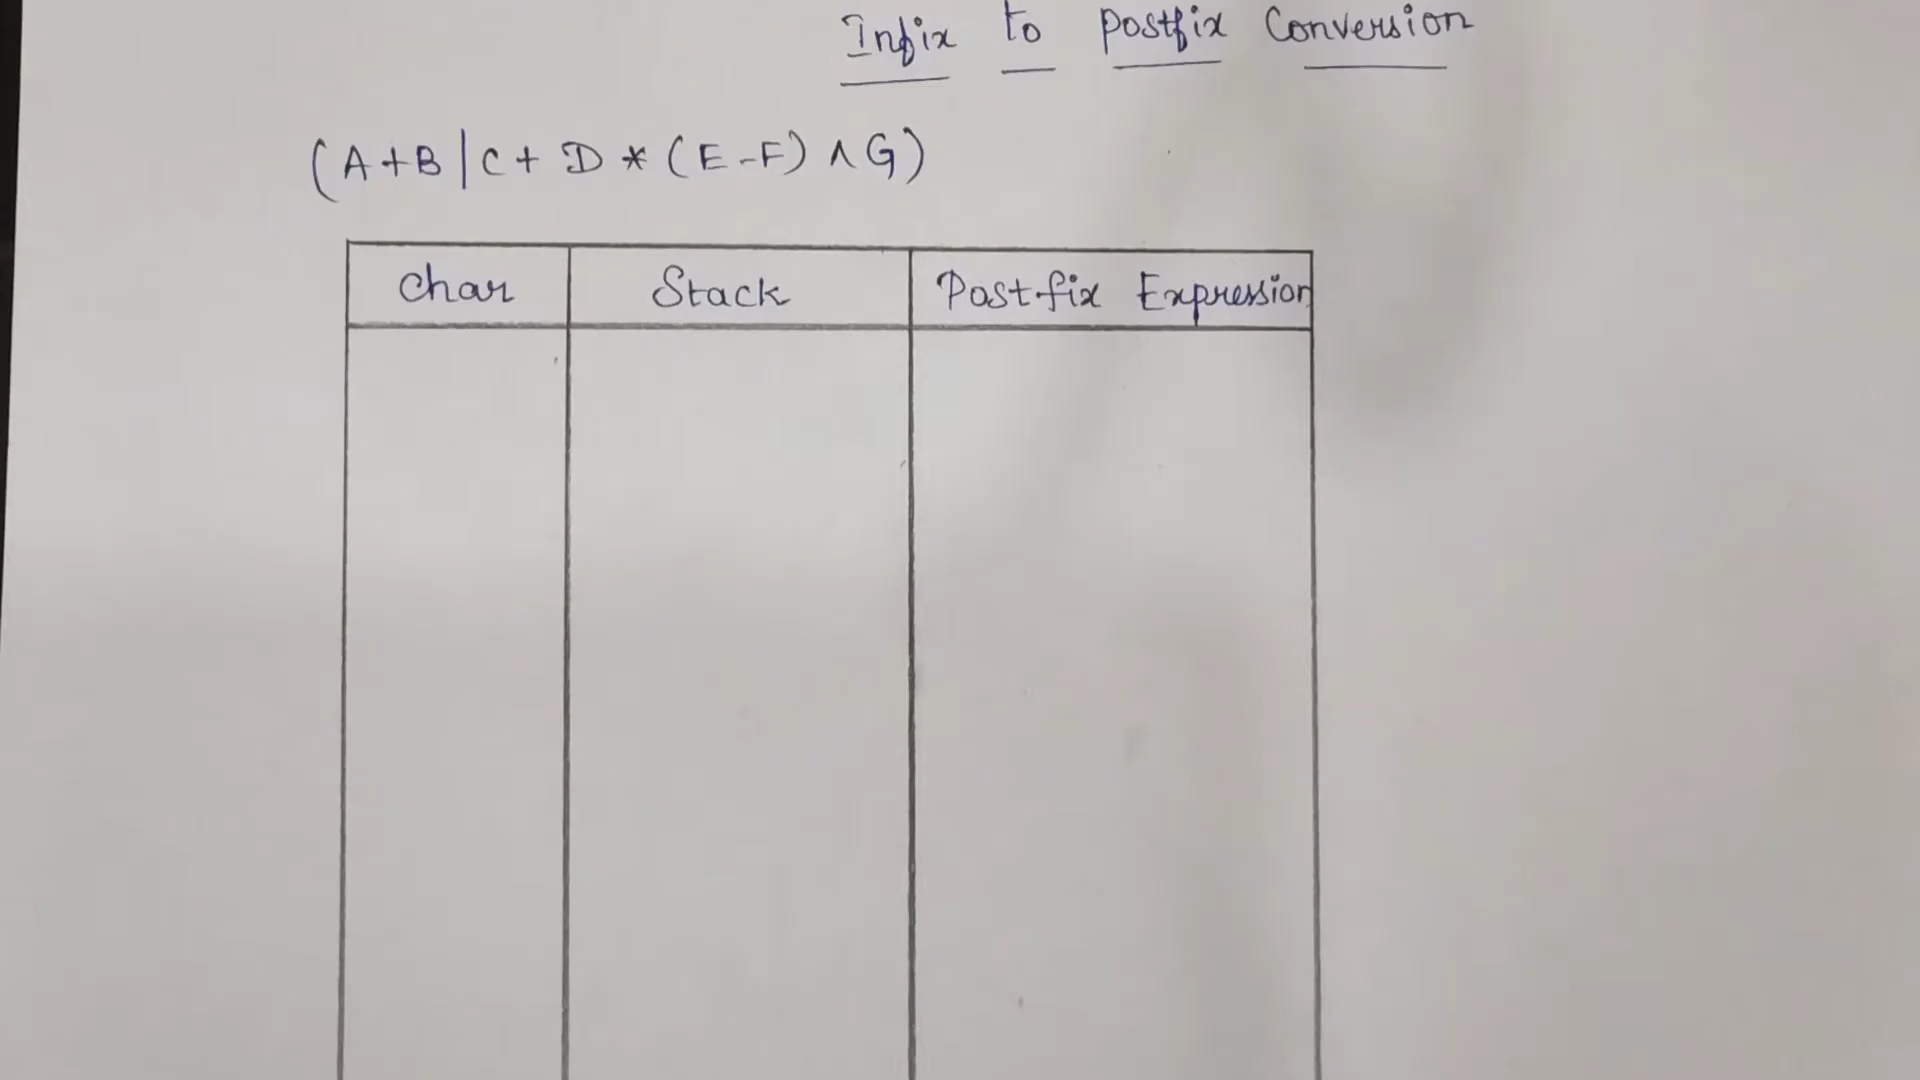 Infix to Postfix Conversion
(A+B|C+ D * (E-F) ∧ G)
Char Stack Postfix Expression